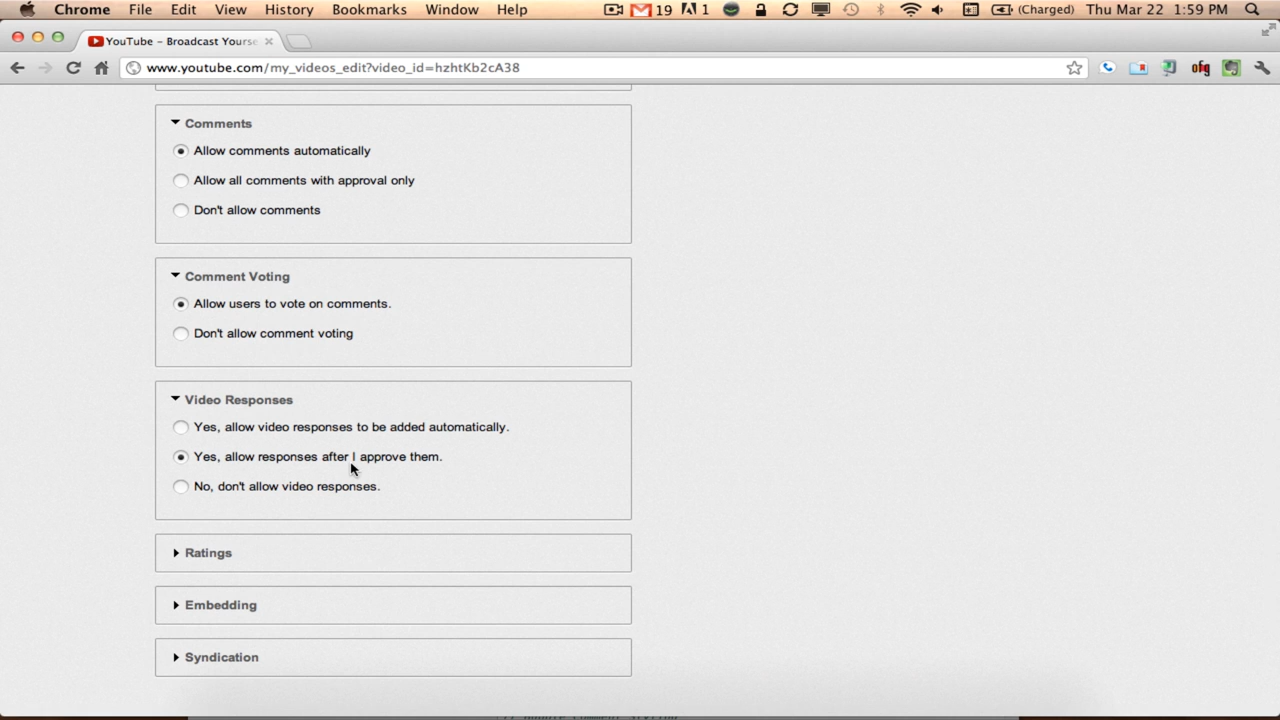 Chrome File Edit View History Bookmarks Window Help 19 1 (Charged) Thu Mar 22 1:59 PM
YouTube – Broadcast Yourse
www.youtube.com/my_videos_edit?video_id=hzhtKb2cA38 ofg
Comments
Allow comments automatically
Allow all comments with approval only
Don't allow comments
Comment Voting
Allow users to vote on comments.
Don't allow comment voting
Video Responses
Yes, allow video responses to be added automatically.
Yes, allow responses after I approve them.
No, don't allow video responses.
Ratings
Embedding
Syndication